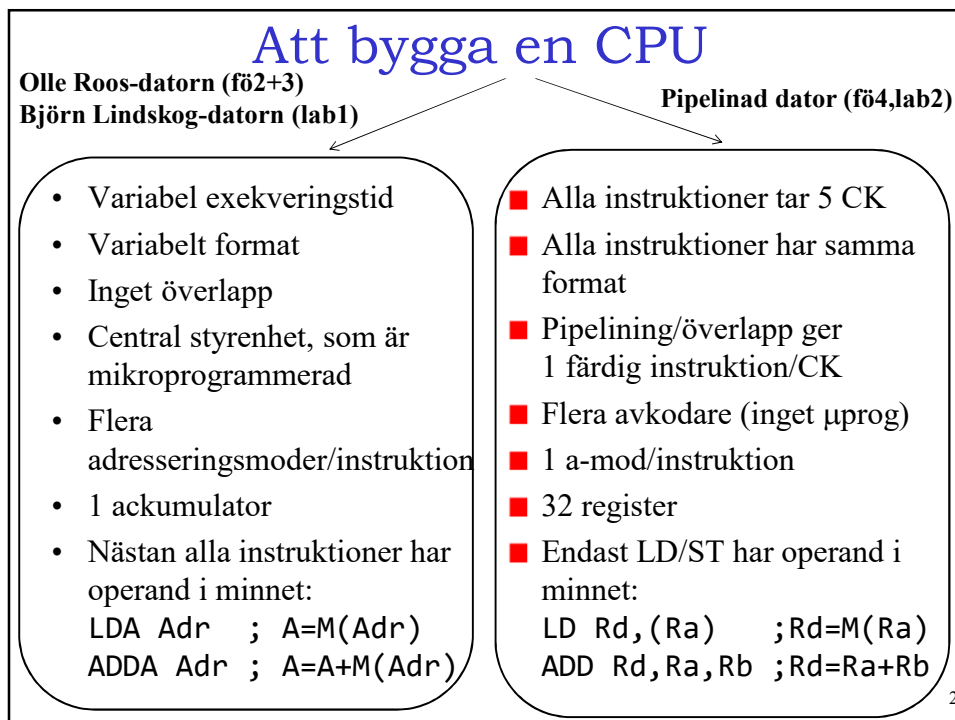 Att bygga en CPU
Olle Roos-datorn (fö2+3)
Björn Lindskog-datorn (lab1)
• Variabel exekveringstid
• Variabelt format
• Inget överlapp
• Central styrenhet, som är
mikroprogrammerad
• Flera
adresseringsmoder/instruktion
• 1 ackumulator
• Nästan alla instruktioner har
operand i minnet:
LDA Adr ; A=M(Adr)
ADDA Adr ; A=A+M(Adr)
Pipelinad dator (fö4,lab2)
■ Alla instruktioner tar 5 CK
■ Alla instruktioner har samma
format
■ Pipelining/överlapp ger
1 färdig instruktion/CK
■ Flera avkodare (inget μprog)
■ 1 a-mod/instruktion
■ 32 register
■ Endast LD/ST har operand i
minnet:
LD Rd,(Ra) ;Rd=M(Ra)
ADD Rd,Ra,Rb ;Rd=Ra+Rb
2